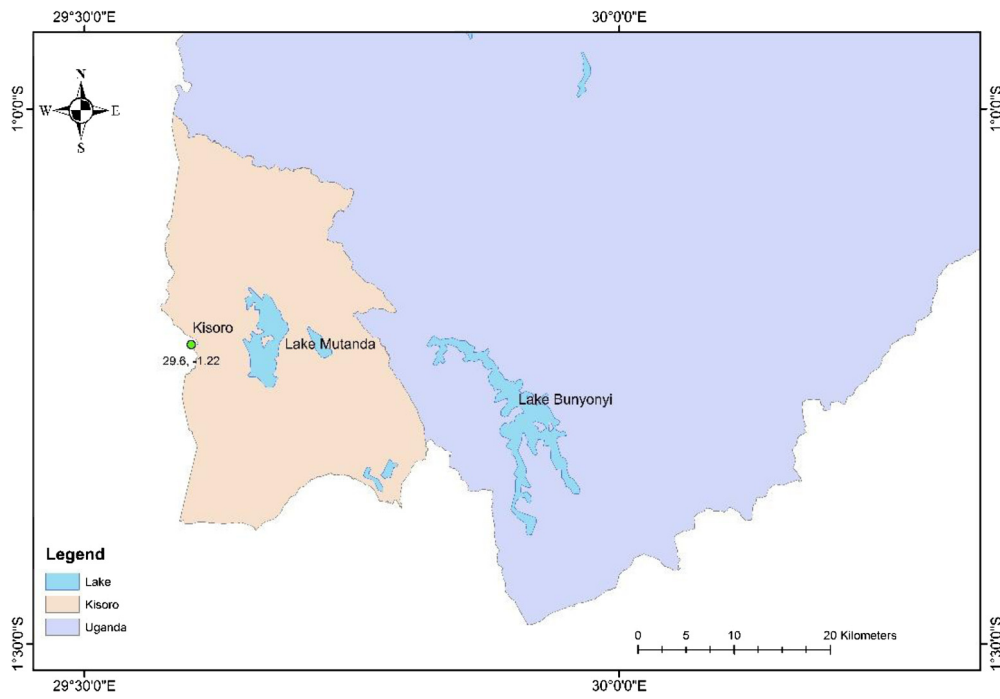 29°30'0"E
30°0'0"E
N
W E
S
1°0'0"S
1°0'0"S
Kisoro
29.6, -1.22
Lake Mutanda
Lake Bunyonyi
Legend
Lake
Kisoro
Uganda
0 5 10 20 Kilometers
1°30'0"S
1°30'0"S
29°30'0"E
30°0'0"E